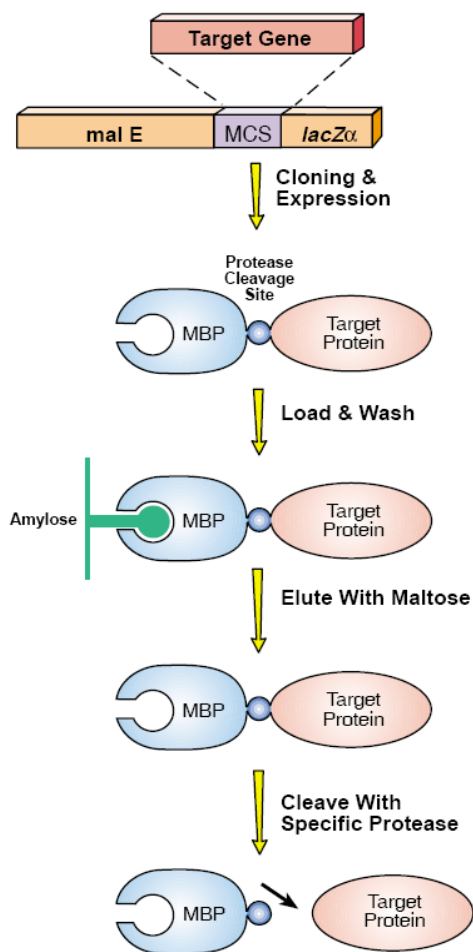 Target Gene
mal E
MCS
lacZα
Cloning &
Expression
Protease
Cleavage
Site
MBP
Target
Protein
Load & Wash
Amylose
MBP
Target
Protein
Elute With Maltose
MBP
Target
Protein
Cleave With
Specific Protease
MBP
Target
Protein